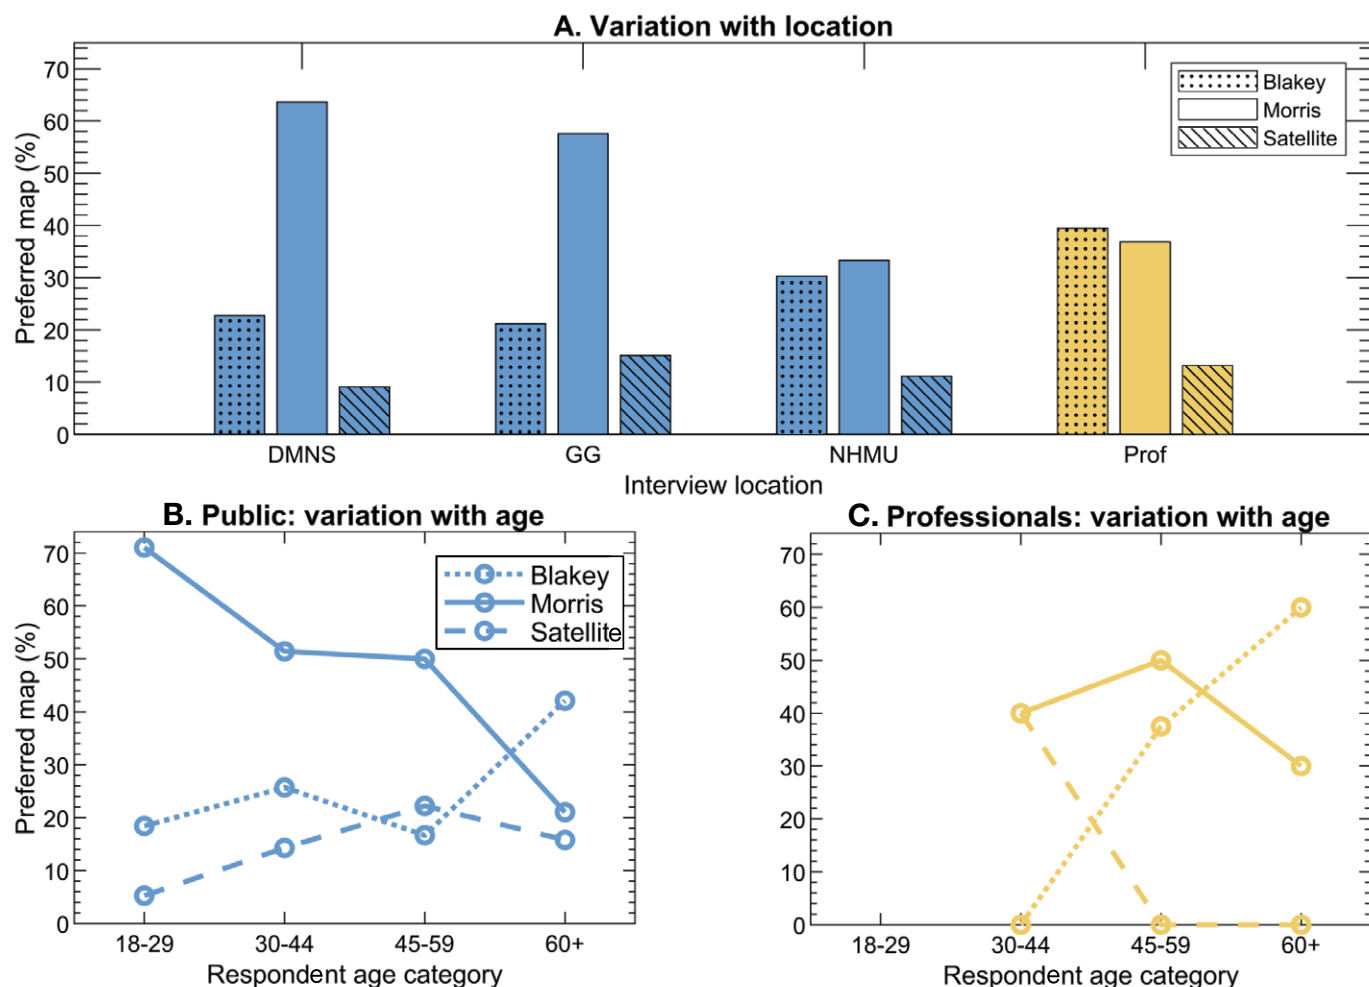 A. Variation with location
Preferred map (%)
70
60
50
40
30
20
10
0
Blakey
Morris
Satellite
DMNS GG NHMU Prof
Interview location
B. Public: variation with age
Preferred map (%)
70
60
50
40
30
20
10
0
Blakey
Morris
Satellite
18-29 30-44 45-59 60+
Respondent age category
C. Professionals: variation with age
70
60
50
40
30
20
10
0
18-29 30-44 45-59 60+
Respondent age category